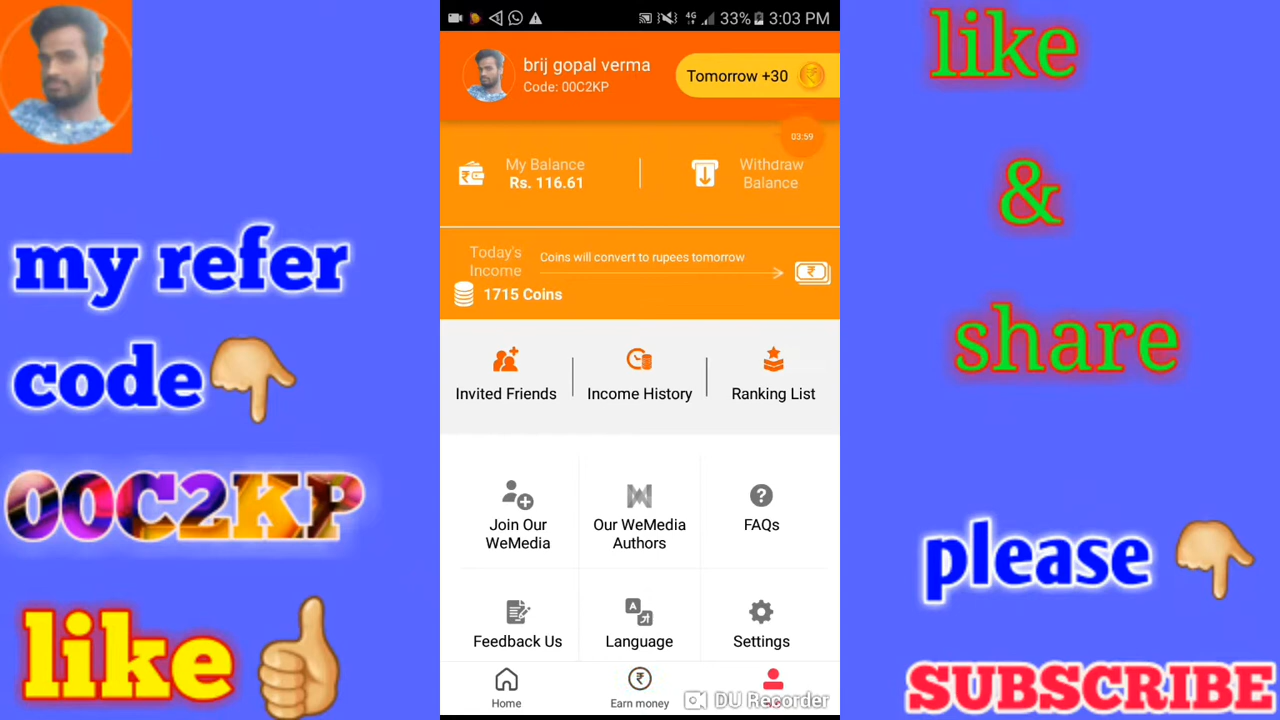 my refer
code
00C2KP
like
4G 33% 3:03 PM
brij gopal verma
Code: 00C2KP
Tomorrow +30
03:59
My Balance
Rs. 116.61
Withdraw
Balance
Today's
Income
Coins will convert to rupees tomorrow
1715 Coins
Invited Friends
Income History
Ranking List
Join Our
WeMedia
Our WeMedia
Authors
FAQs
Feedback Us
Language
Settings
Home
Earn money
DU Recorder
like
&
share
please
SUBSCRIBE